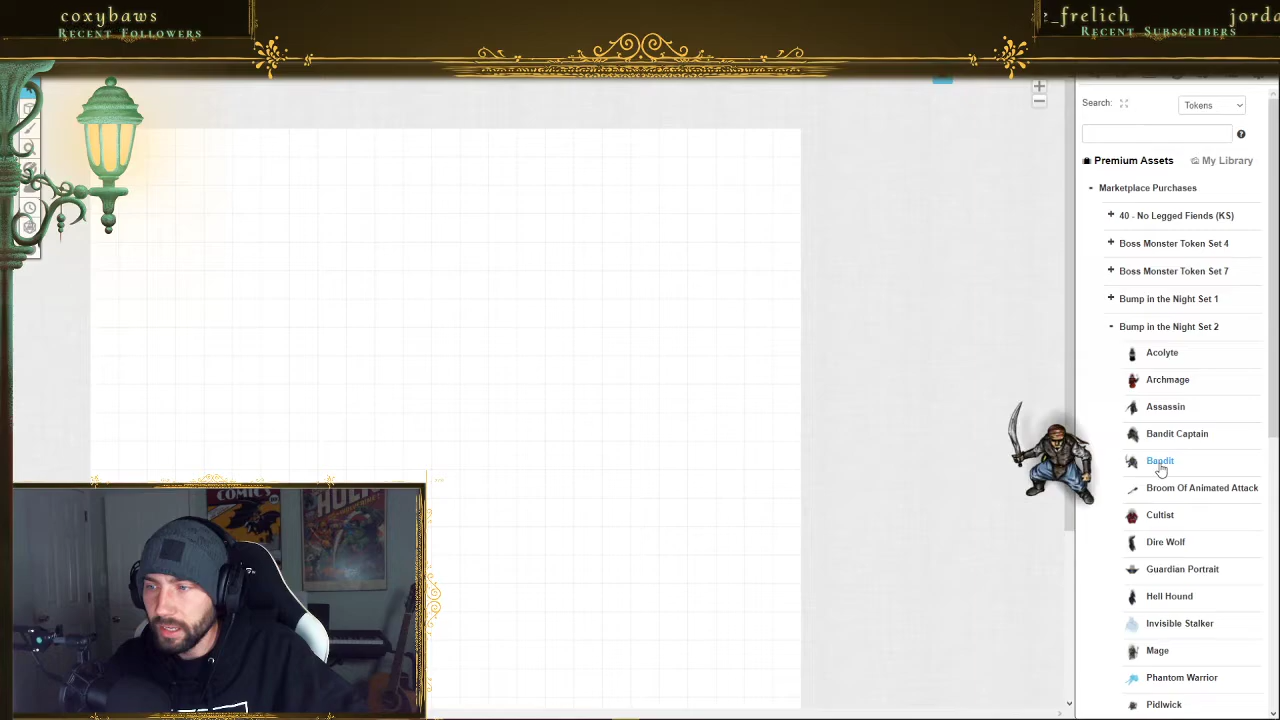 coxybaws
Recent Followers
_frelich
Recent Subscribers
Search:
Tokens
Premium Assets
My Library
Marketplace Purchases
40 - No Legged Fiends (KS)
Boss Monster Token Set 4
Boss Monster Token Set 7
Bump in the Night Set 1
Bump in the Night Set 2
Acolyte
Archmage
Assassin
Bandit Captain
Bandit
Broom Of Animated Attack
Cultist
Dire Wolf
Guardian Portrait
Hell Hound
Invisible Stalker
Mage
Phantom Warrior
Pidlwick
COMICS
HULK